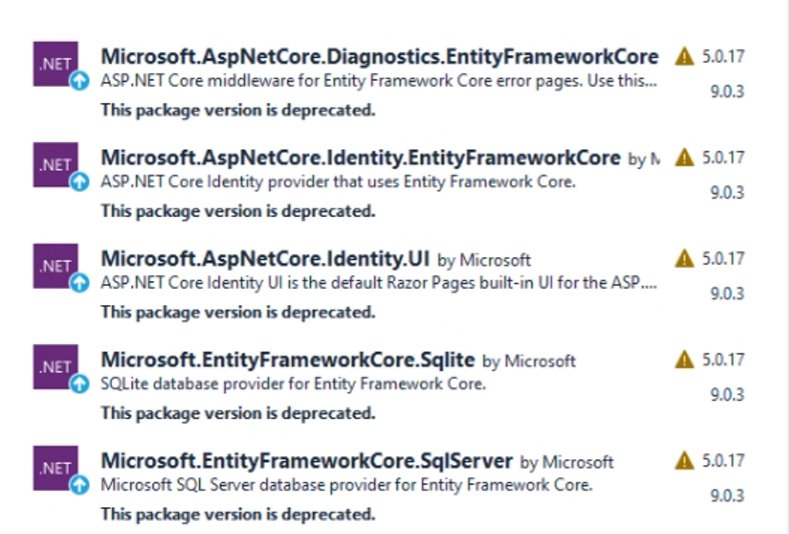 .NET
Microsoft.AspNetCore.Diagnostics.EntityFrameworkCore 5.0.17
ASP.NET Core middleware for Entity Framework Core error pages. Use this... 9.0.3
This package version is deprecated.
.NET
Microsoft.AspNetCore.Identity.EntityFrameworkCore by 5.0.17
ASP.NET Core Identity provider that uses Entity Framework Core. 9.0.3
This package version is deprecated.
.NET
Microsoft.AspNetCore.Identity.UI by Microsoft 5.0.17
ASP.NET Core Identity UI is the default Razor Pages built-in UI for the ASP.... 9.0.3
This package version is deprecated.
.NET
Microsoft.EntityFrameworkCore.Sqlite by Microsoft 5.0.17
SQLite database provider for Entity Framework Core. 9.0.3
This package version is deprecated.
.NET
Microsoft.EntityFrameworkCore.SqlServer by Microsoft 5.0.17
Microsoft SQL Server database provider for Entity Framework Core. 9.0.3
This package version is deprecated.